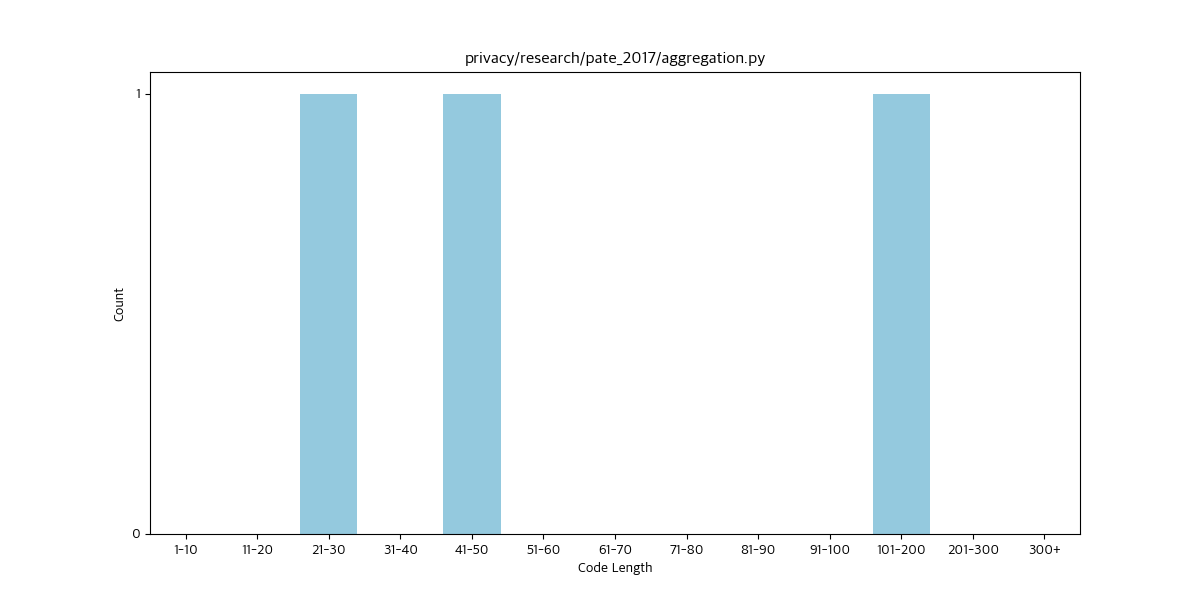 privacy/research/pate_2017/aggregation.py
1
Count
0
1-10 11-20 21-30 31-40 41-50 51-60 61-70 71-80 81-90 91-100 101-200 201-300 300+
Code Length